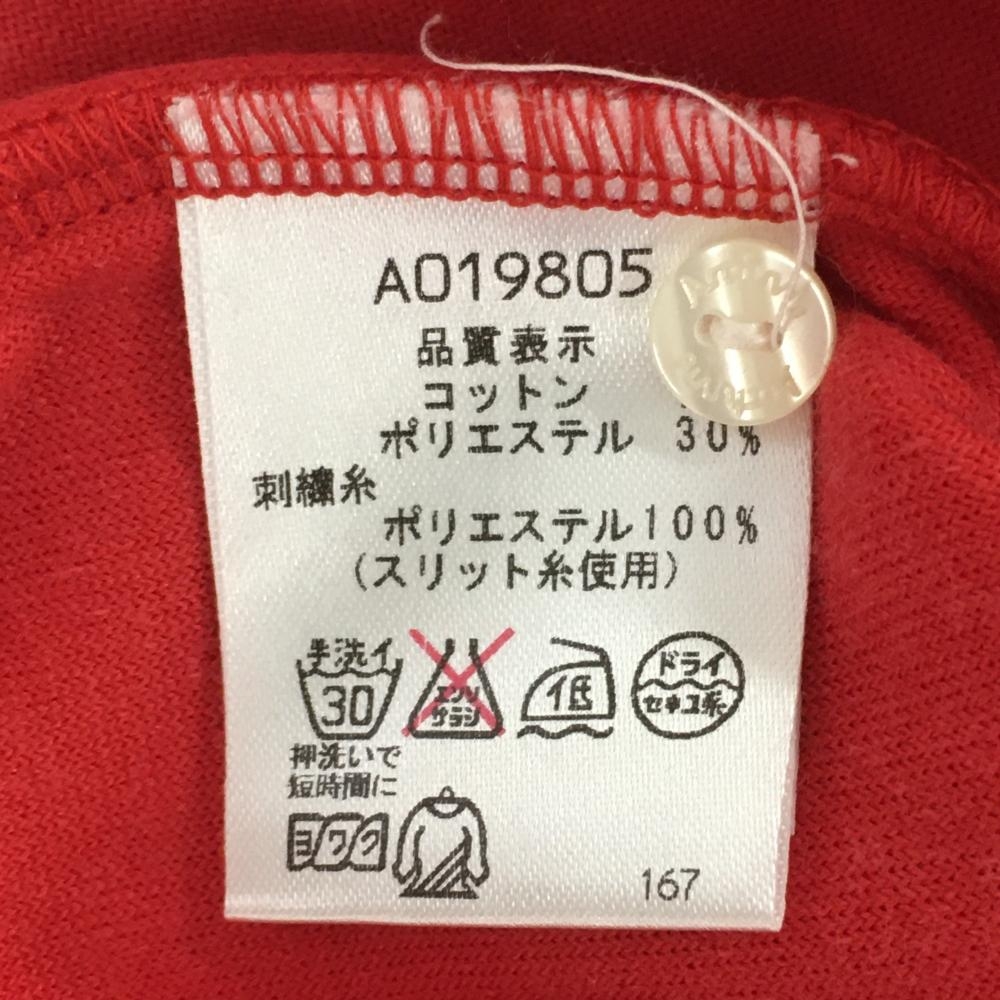 A019805
品質表示
コットン
ポリエステル 30%
刺繍糸
ポリエステル100%
(スリット糸使用)
手洗イ
30
エンソ
サラシ
低
ドライ
セキユ系
押洗いで
短時間に
ヨワク
167